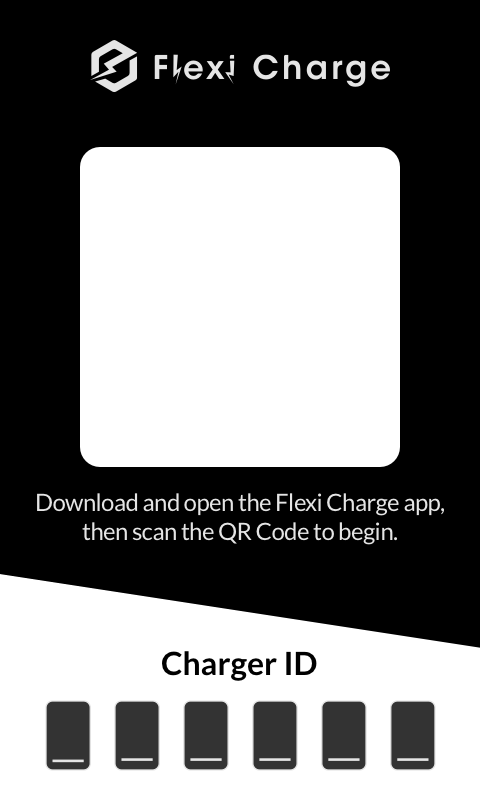 Flexi Charge
Download and open the Flexi Charge app,
then scan the QR Code to begin.
Charger ID